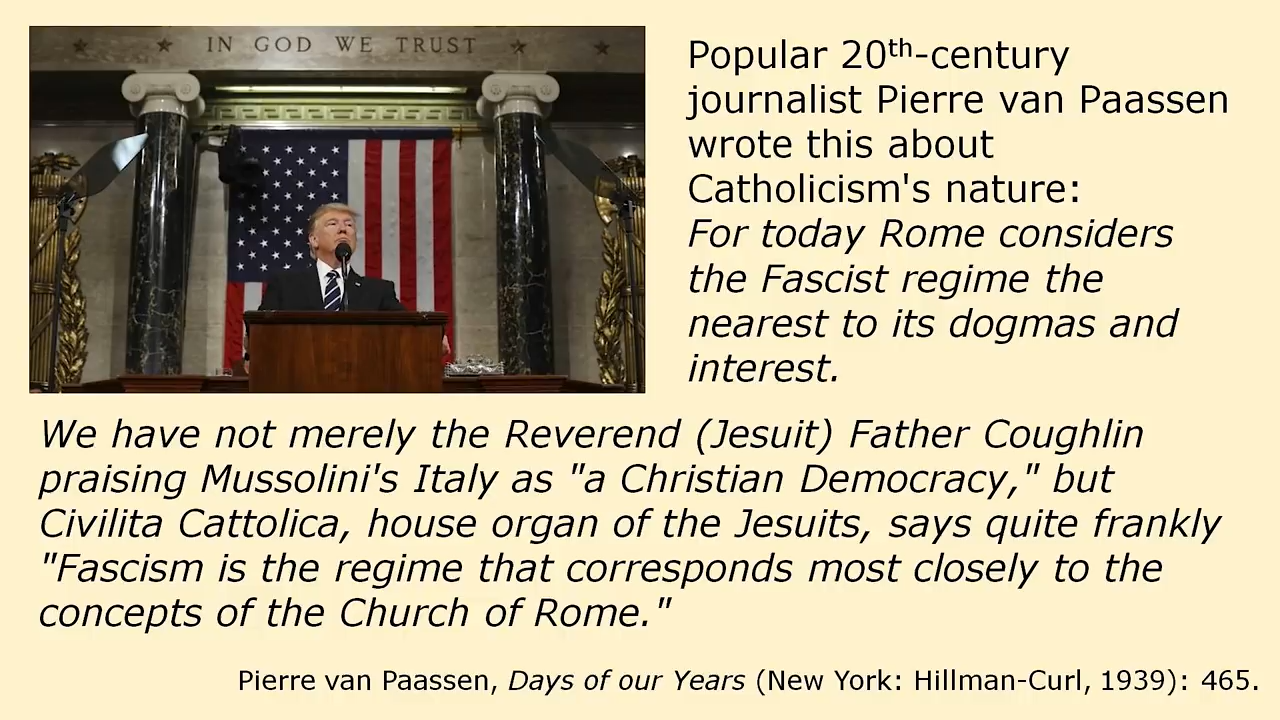 IN GOD WE TRUST
Popular 20th-century
journalist Pierre van Paassen
wrote this about
Catholicism's nature:
For today Rome considers
the Fascist regime the
nearest to its dogmas and
interest.
We have not merely the Reverend (Jesuit) Father Coughlin
praising Mussolini's Italy as "a Christian Democracy," but
Civilita Cattolica, house organ of the Jesuits, says quite frankly
"Fascism is the regime that corresponds most closely to the
concepts of the Church of Rome."
Pierre van Paassen, Days of our Years (New York: Hillman-Curl, 1939): 465.